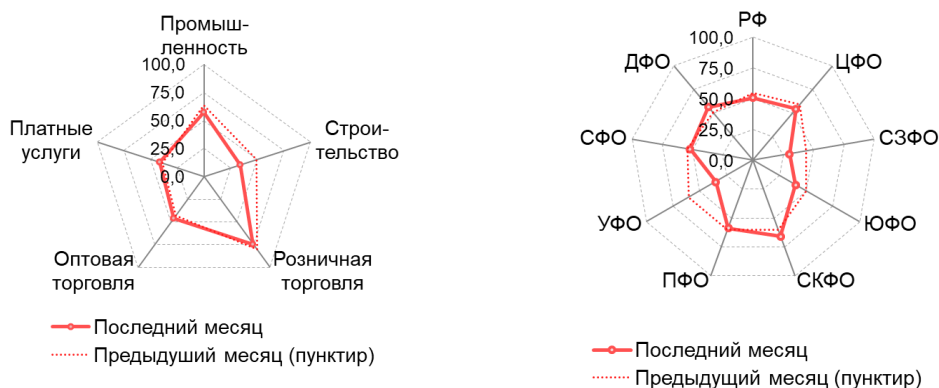 Промыш-
ленность
100,0
75,0
50,0
25,0
0,0
Строи-
тельство
Розничная
торговля
Оптовая
торговля
Платные
услуги
Последний месяц
Предыдуший месяц (пунктир)
РФ
100,0
75,0
50,0
25,0
0,0
ЦФО
СЗФО
ЮФО
СКФО
ПФО
УФО
СФО
ДФО
Последний месяц
Предыдущий месяц (пунктир)